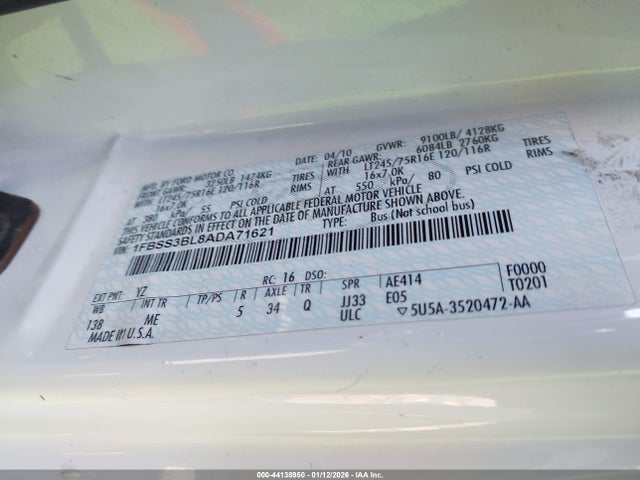 MFD. BY FORD MOTOR CO.
DATE: 04/10 GVWR: 9100LB/ 4128KG
FRONT GAWR: 1474KG REAR GAWR: 6084LB 2760KG
WITH LT245/75R16E 120/116R TIRES WITH LT245/75R16E 120/116R TIRES
16x7.0K RIMS 16x7.0K RIMS
AT 380 kPa/ 55 PSI COLD AT 550 kPa/ 80 PSI COLD
THIS VEHICLE CONFORMS TO ALL APPLICABLE FEDERAL MOTOR VEHICLE
SAFETY STANDARDS IN EFFECT ON THE DATE OF MANUFACTURE SHOWN ABOVE.
VIN: 1FBSS3BL8ADA71621 TYPE: Bus (Not School Bus)
EXT PNT: YZ RC: 16 DSO:
WB INT TR TP/PS R AXLE TR SPR AE414 F0000
138 ME 5 34 Q JJ33 E05 T0201
MADE IN U.S.A. ULC ▽5U5A-3520472-AA
000-44138950 - 01/12/2026 - IAA Inc.